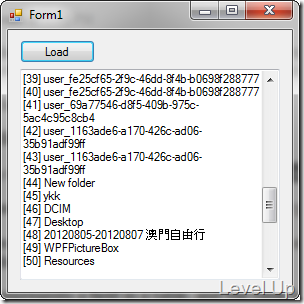 Form1
Load
[39] user_fe25cf65-2f9c-46dd-8f4b-b0698f288777
[40] user_fe25cf65-2f9c-46dd-8f4b-b0698f288777
[41] user_69a77546-d8f5-409b-975c-
5ac4c95c8cb4
[42] user_1163ade6-a170-426c-ad06-
35b91adf99ff
[43] user_1163ade6-a170-426c-ad06-
35b91adf99ff
[44] New folder
[45] ykk
[46] DCIM
[47] Desktop
[48] 20120805-20120807 澳門自由行
[49] WPFPictureBox
[50] Resources
Level Up